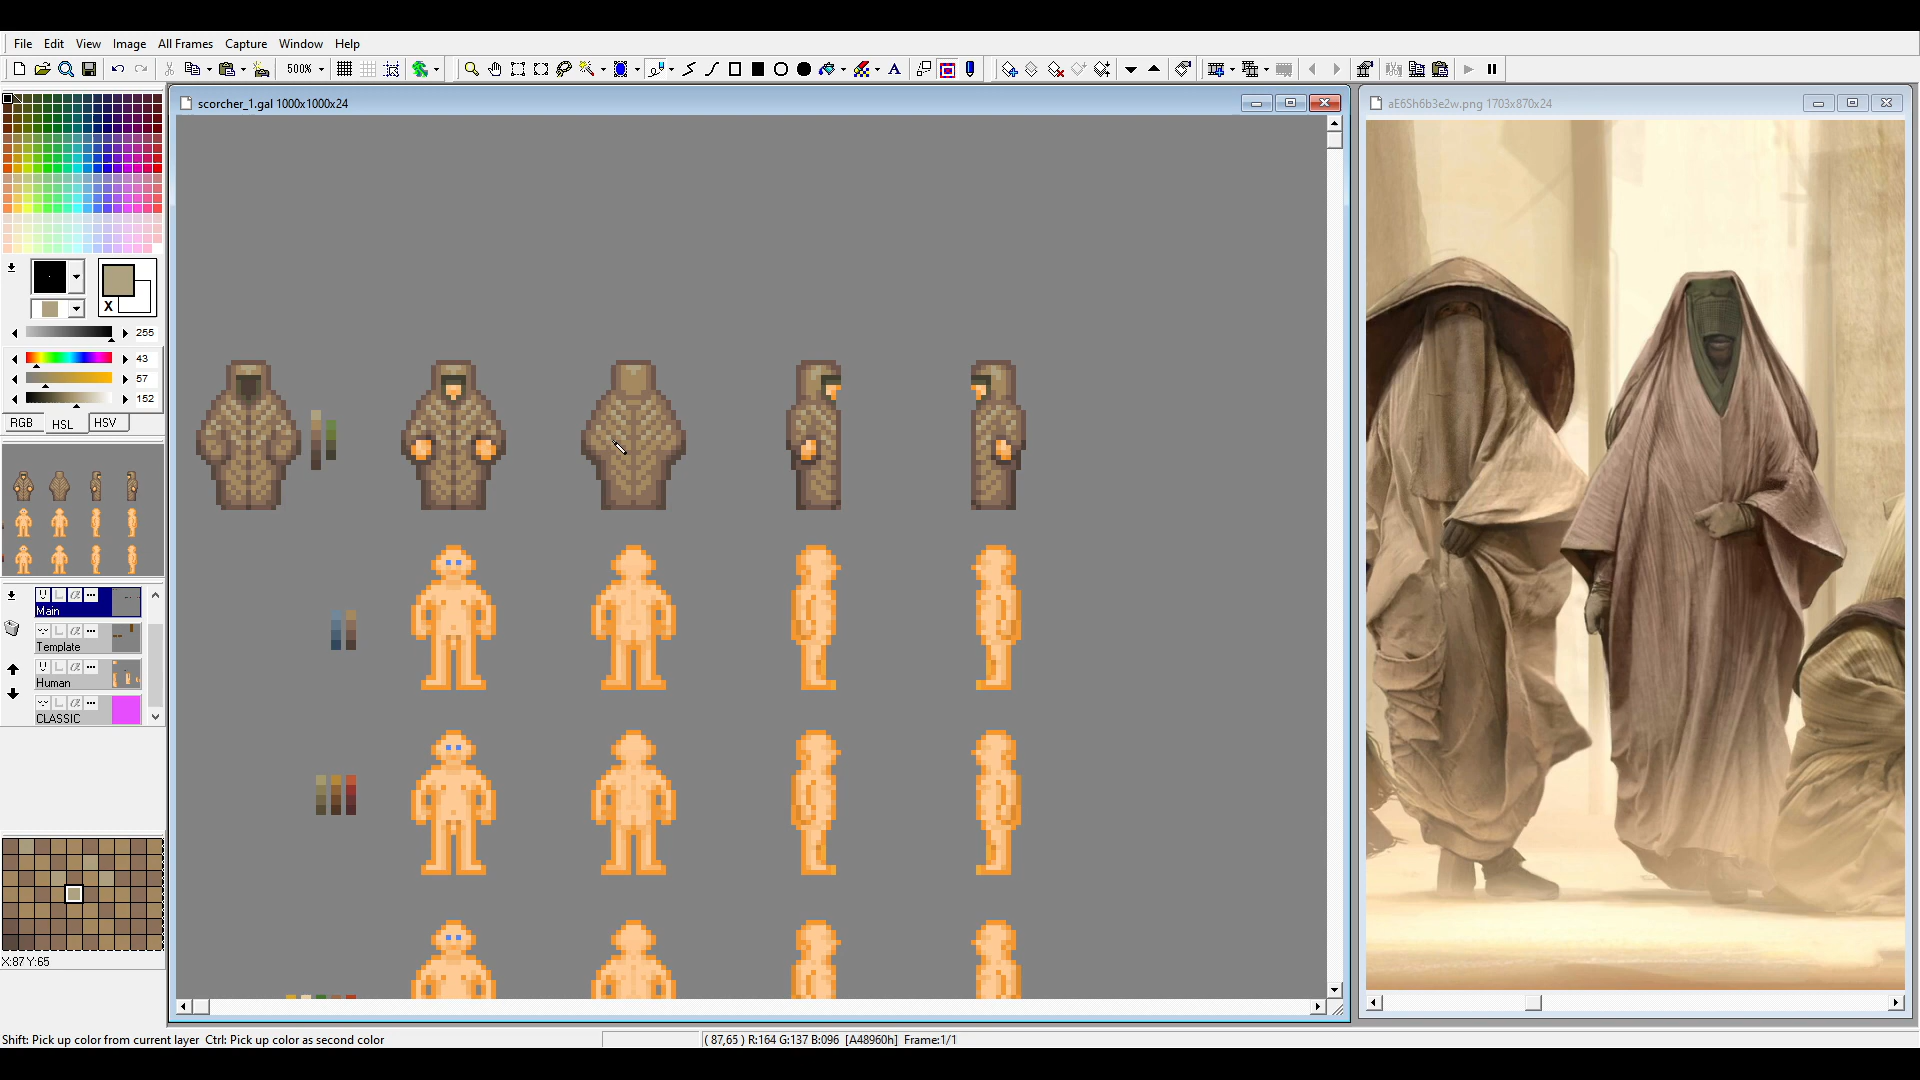 File Edit View Image All Frames Capture Window Help
500%
scorcher_1.gal 1000x1000x24
aE6Sh6b3e2w.png 1703x870x24
X
255
43
57
152
RGB HSL HSV
Main
Template
Human
CLASSIC
X:87 Y:65
Shift: Pick up color from current layer Ctrl: Pick up color as second color
( 87,65 ) R:164 G:137 B:096 [A48960h] Frame:1/1